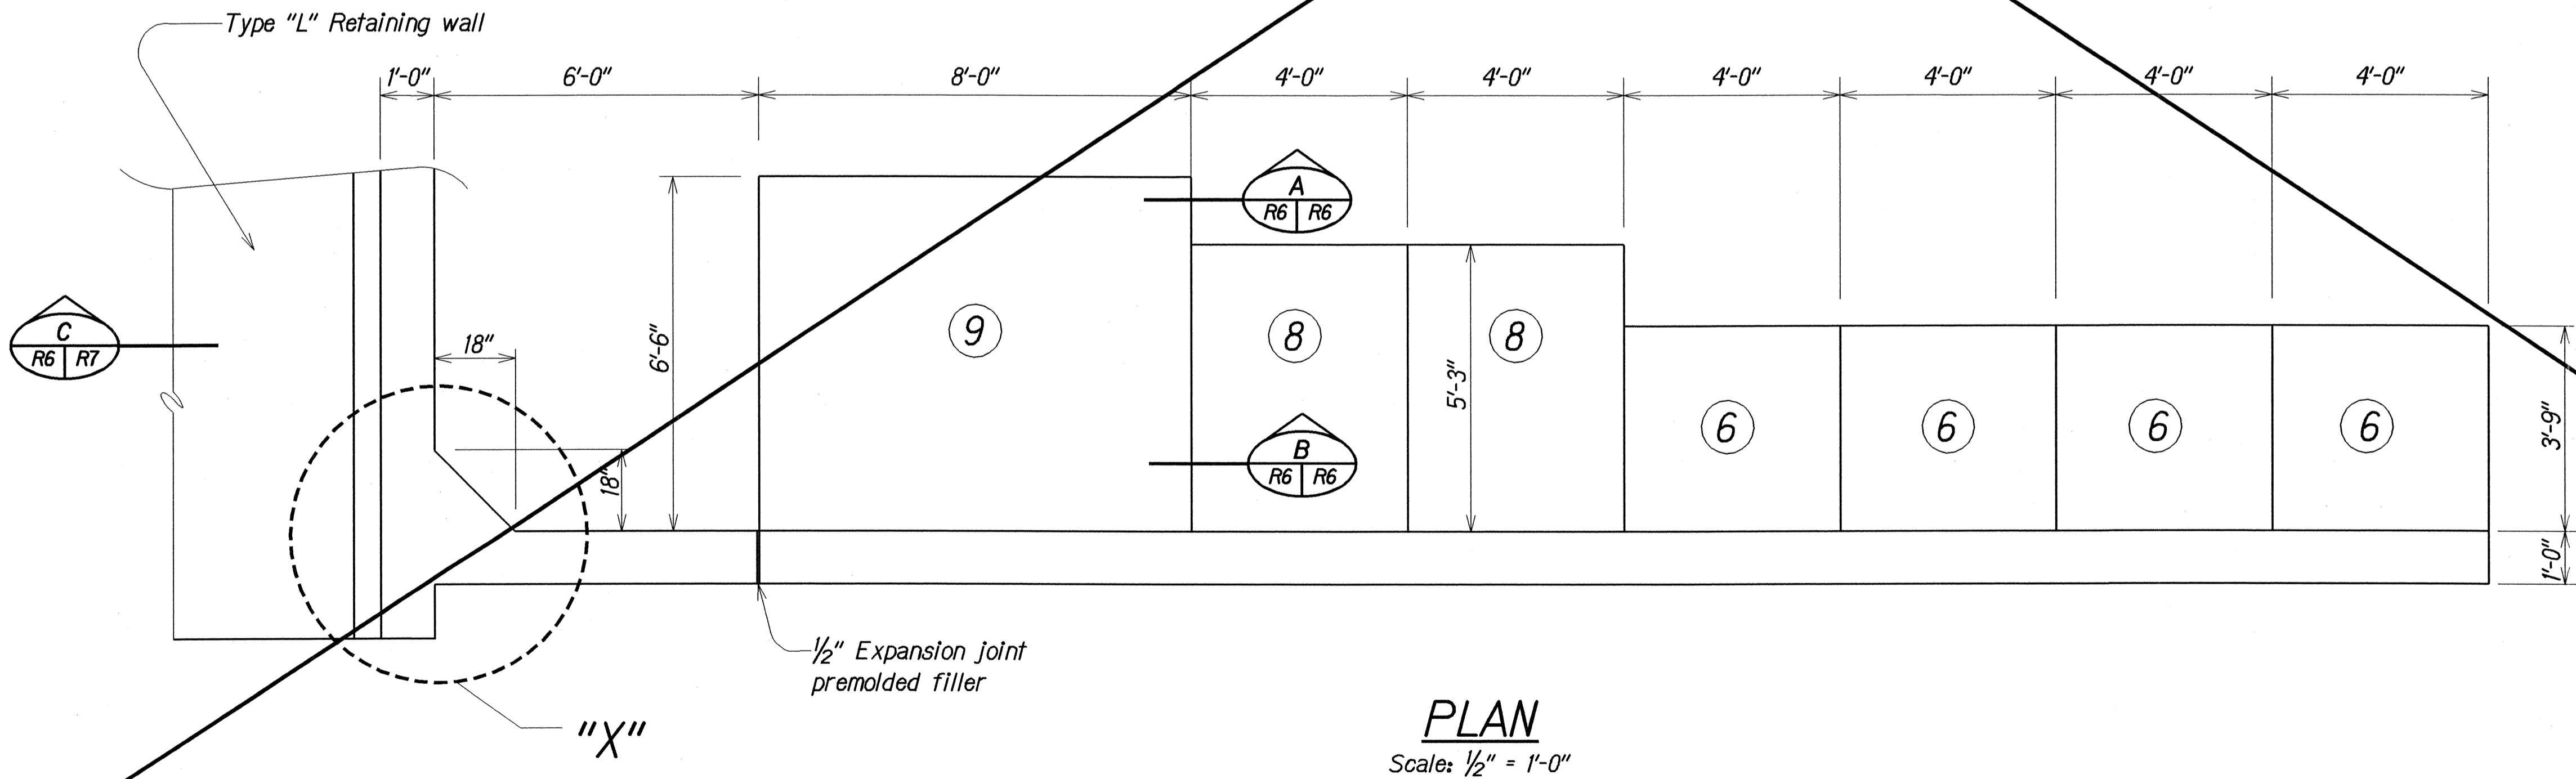 Type "L" Retaining wall
1'-0" 6'-0" 8'-0" 4'-0" 4'-0" 4'-0" 4'-0" 4'-0" 4'-0"
A
R6 R6
C
R6 R7
18"
6'-6"
9
8
8
5'-3"
6
6
6
6
3'-9"
B
R6 R6
18"
1'-0"
½" Expansion joint
premolded filler
"X"
PLAN
Scale: ½" = 1'-0"